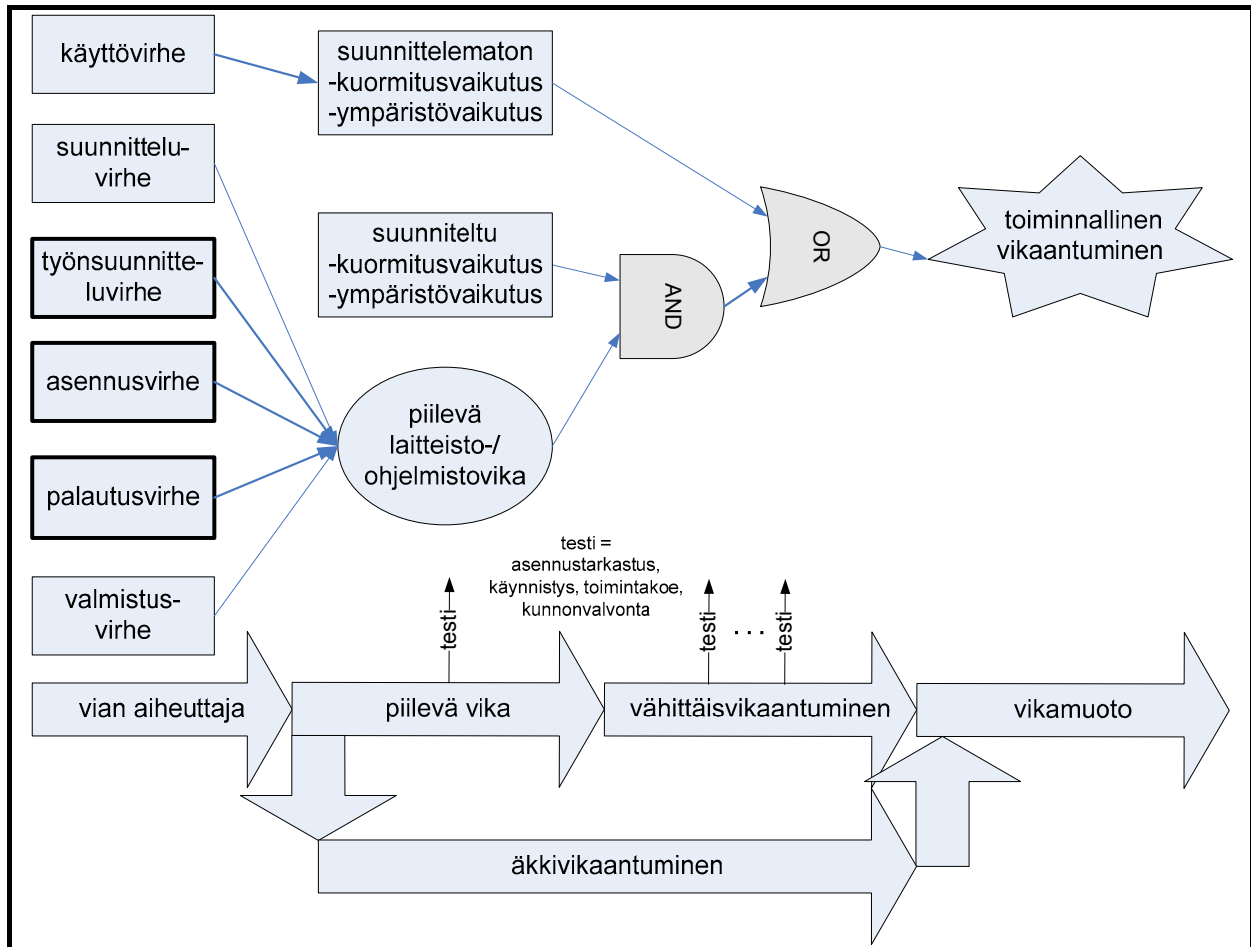 käyttövirhe
suunnittelu-
virhe
työnsuunnitte-
luvirhe
asennusvirhe
palautusvirhe
valmistus-
virhe
suunnittelematon
-kuormitusvaikutus
-ympäristövaikutus
suunniteltu
-kuormitusvaikutus
-ympäristövaikutus
piilevä
laitteisto-/
ohjelmistovika
AND
OR
toiminnallinen
vikaantuminen
testi =
asennustarkastus,
käynnistys, toimintakoe,
kunnonvalvonta
testi
testi
. . .
testi
vian aiheuttaja
piilevä vika
vähittäisvikaantuminen
vikamuoto
äkkivikaantuminen